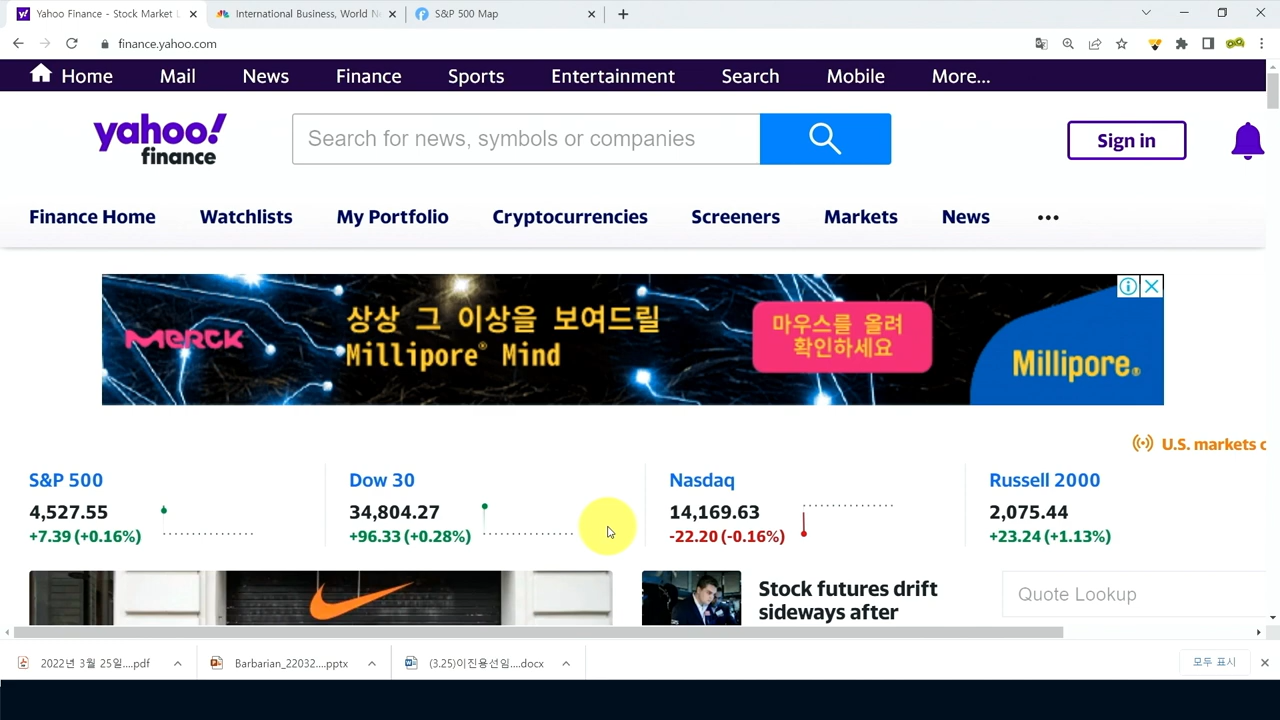 Yahoo Finance - Stock Market L
International Business, World Ne
S&P 500 Map
finance.yahoo.com
Home Mail News Finance Sports Entertainment Search Mobile More...
yahoo!
finance
Search for news, symbols or companies
Sign in
Finance Home Watchlists My Portfolio Cryptocurrencies Screeners Markets News
MERCK
상상 그 이상을 보여드릴
Millipore® Mind
마우스를 올려
확인하세요
Millipore®
U.S. markets c
S&P 500
4,527.55
+7.39 (+0.16%)
Dow 30
34,804.27
+96.33 (+0.28%)
Nasdaq
14,169.63
-22.20 (-0.16%)
Russell 2000
2,075.44
+23.24 (+1.13%)
Stock futures drift
sideways after
Quote Lookup
2022년 3월 25일....pdf
Barbarian_22032....pptx
(3.25)이진용선임....docx
모두 표시